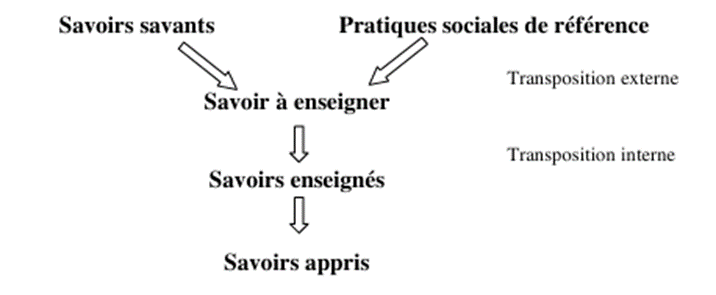 Savoirs savants
Pratiques sociales de référence
Transposition externe
Savoir à enseigner
Transposition interne
Savoirs enseignés
Savoirs appris